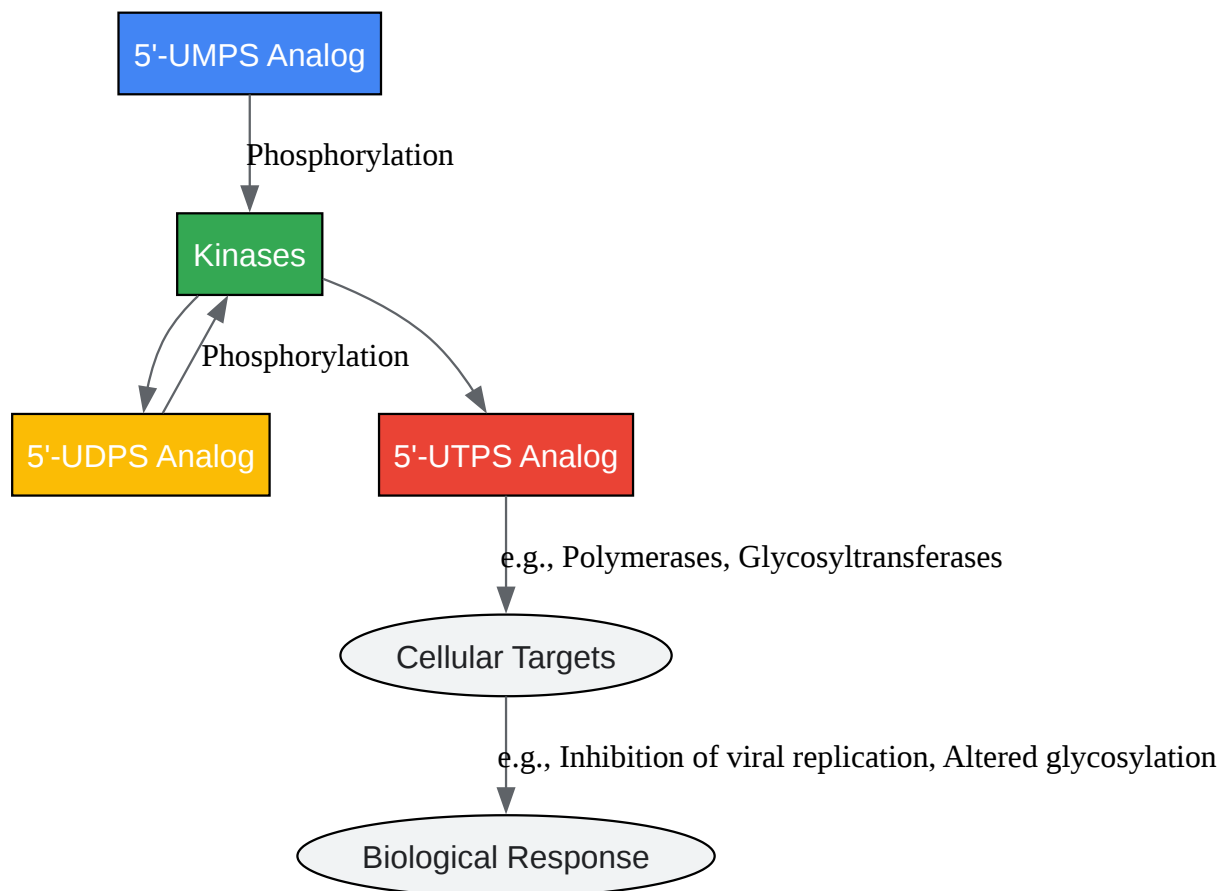 5'-UMPS Analog
Phosphorylation
Kinases
Phosphorylation
5'-UDPS Analog
5'-UTPS Analog
e.g., Polymerases, Glycosyltransferases
Cellular Targets
e.g., Inhibition of viral replication, Altered glycosylation
Biological Response